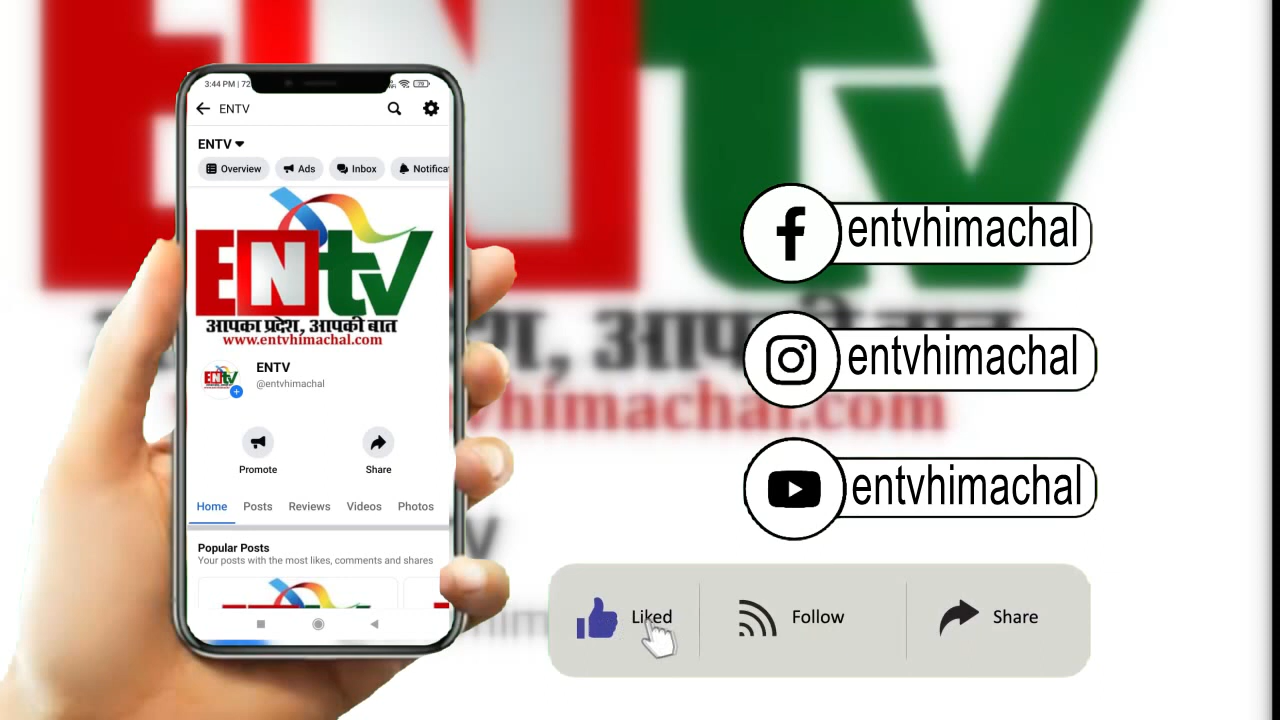 3:44 PM | 72
79
ENTV
ENTV
Overview
Ads
Inbox
Notifica
ENTV
आपका प्रदेश, आपकी बात
www.entvhimachal.com
ENTV
@entvhimachal
Promote
Share
Home
Posts
Reviews
Videos
Photos
Popular Posts
Your posts with the most likes, comments and shares
entvhimachal
entvhimachal
entvhimachal
Liked
Follow
Share